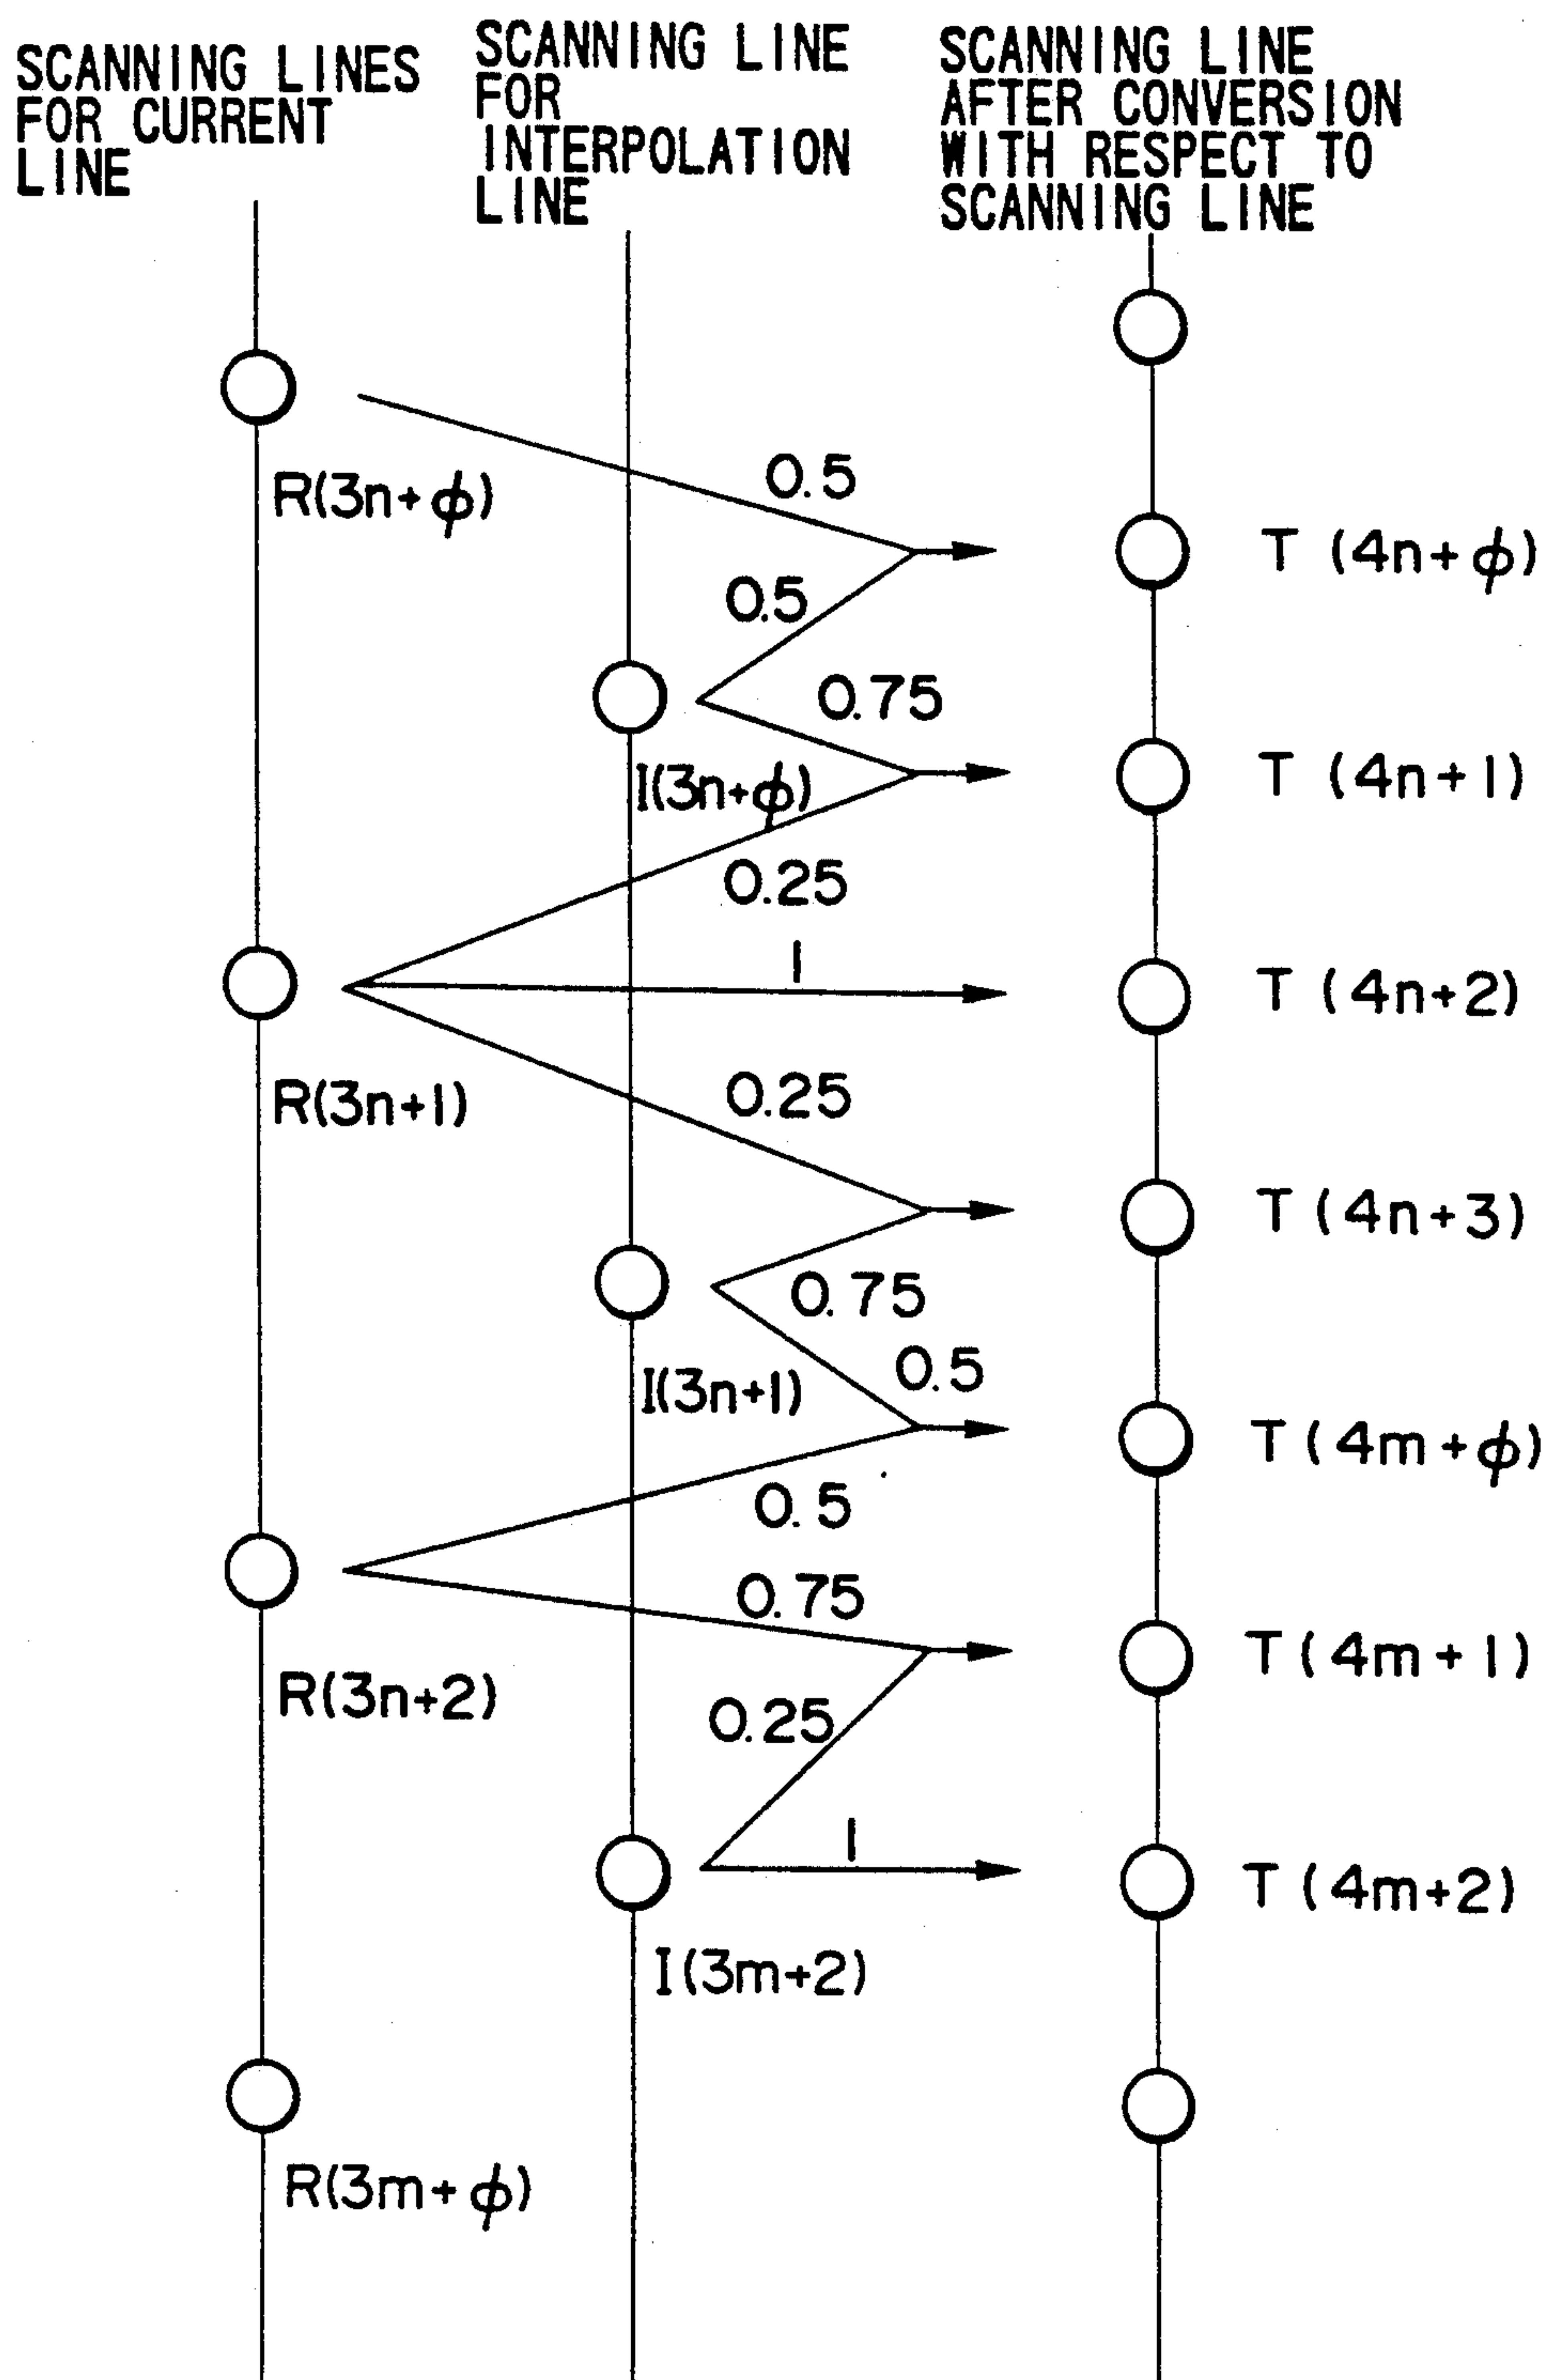 SCANNING LINES
FOR CURRENT
LINE
SCANNING LINE
FOR
INTERPOLATION
LINE
SCANNING LINE
AFTER CONVERSION
WITH RESPECT TO
SCANNING LINE
0.5
R(3n+ϕ)
T (4n+ϕ)
0.5
0.75
I(3n+ϕ)
T (4n+1)
0.25
1
T (4n+2)
R(3n+1)
0.25
T (4n+3)
0.75
0.5
I(3n+1)
T (4m+ϕ)
0.5
0.75
T (4m+1)
R(3n+2)
0.25
1
T (4m+2)
I(3m+2)
R(3m+ϕ)